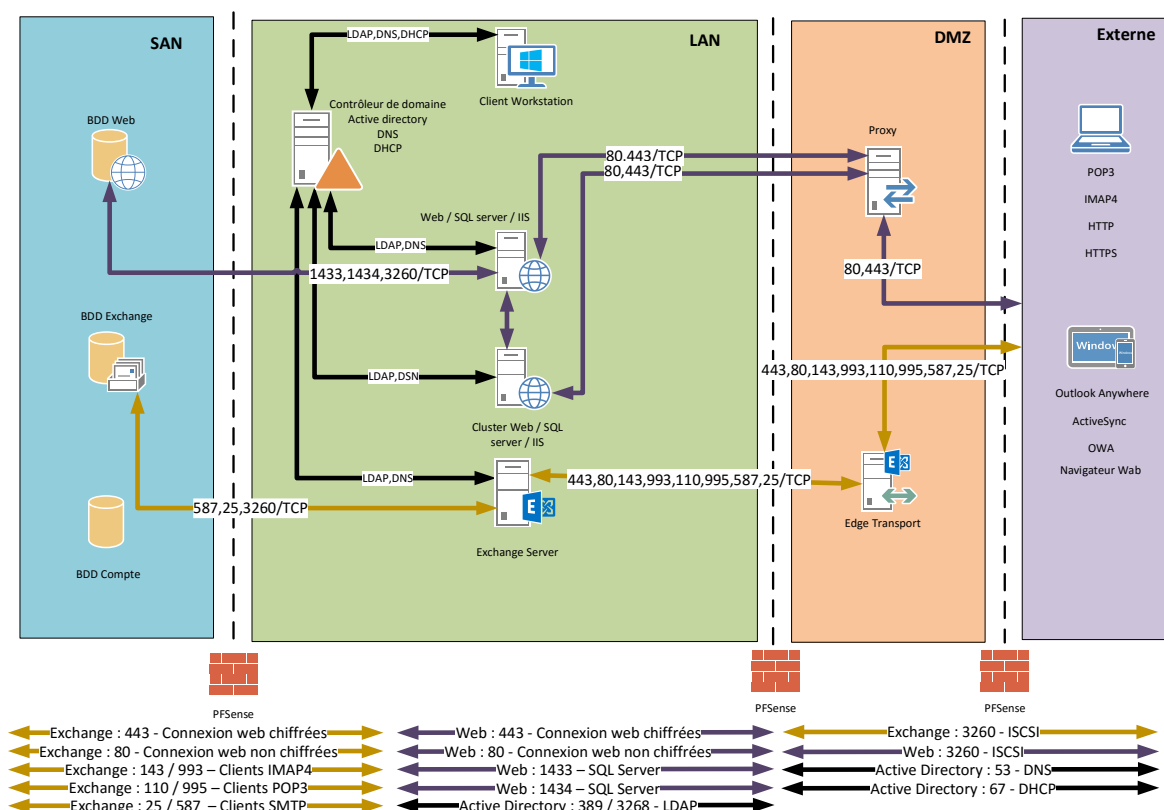 SAN
LAN
DMZ
Externe
LDAP,DNS,DHCP
Client Workstation
Contrôleur de domaine
Active directory
DNS
DHCP
BDD Web
Proxy
80.443/TCP
80,443/TCP
POP3
IMAP4
HTTP
HTTPS
Web / SQL server / IIS
LDAP,DNS
1433,1434,3260/TCP
80,443/TCP
BDD Exchange
Windows
443,80,143,993,110,995,587,25/TCP
LDAP,DSN
Outlook Anywhere
ActiveSync
OWA
Navigateur Wab
Cluster Web / SQL
server / IIS
LDAP,DNS
443,80,143,993,110,995,587,25/TCP
587,25,3260/TCP
E
E
Edge Transport
Exchange Server
BDD Compte
PFSense
PFSense
PFSense
Exchange : 443 - Connexion web chiffrées
Exchange : 80 - Connexion web non chiffrées
Exchange : 143 / 993 – Clients IMAP4
Exchange : 110 / 995 – Clients POP3
Exchange : 25 / 587 – Clients SMTP
Web : 443 - Connexion web chiffrées
Web : 80 - Connexion web non chiffrées
Web : 1433 – SQL Server
Web : 1434 – SQL Server
Active Directory : 389 / 3268 - LDAP
Exchange : 3260 - ISCSI
Web : 3260 - ISCSI
Active Directory : 53 - DNS
Active Directory : 67 - DHCP